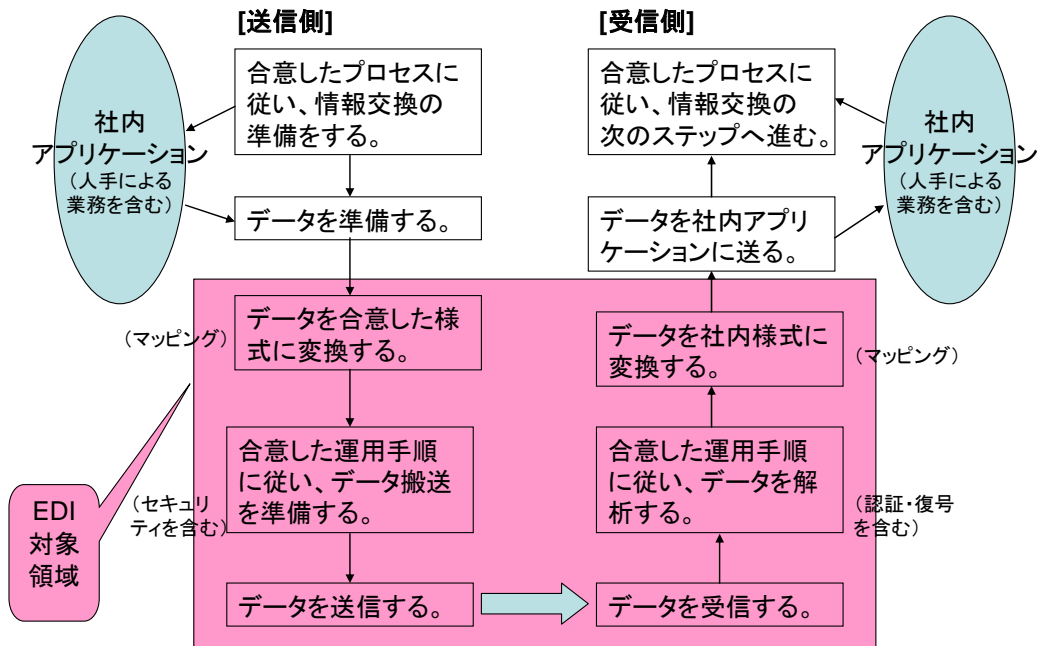 [送信側]
合意したプロセスに
従い、情報交換の
準備をする。
社内
アプリケーション
（人手による
業務を含む）
データを準備する。
（マッピング）
データを合意した様
式に変換する。
合意した運用手順
に従い、データ搬送
を準備する。
（セキュリ
ティを含む）
EDI
対象
領域
データを送信する。
[受信側]
合意したプロセスに
従い、情報交換の
次のステップへ進む。
社内
アプリケーション
（人手による
業務を含む）
データを社内アプリ
ケーションに送る。
データを社内様式に
変換する。
（マッピング）
合意した運用手順
に従い、データを解
析する。
（認証・復号
を含む）
データを受信する。